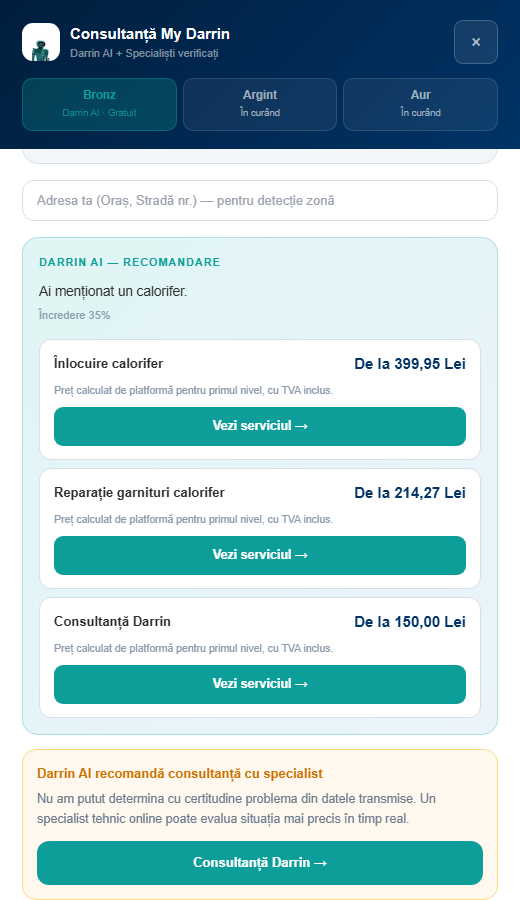 Consultanță My Darrin
Darrin AI + Specialiști verificați
×
Bronz
Darrin AI · Gratuit
Argint
În curând
Aur
În curând
Adresa ta (Oraș, Stradă nr.) — pentru detecție zonă
DARRIN AI — RECOMANDARE
Ai menționat un calorifer.
Încredere 35%
Înlocuire calorifer
De la 399,95 Lei
Preț calculat de platformă pentru primul nivel, cu TVA inclus.
Vezi serviciul →
Reparație garnituri calorifer
De la 214,27 Lei
Preț calculat de platformă pentru primul nivel, cu TVA inclus.
Vezi serviciul →
Consultanță Darrin
De la 150,00 Lei
Preț calculat de platformă pentru primul nivel, cu TVA inclus.
Vezi serviciul →
Darrin AI recomandă consultanță cu specialist
Nu am putut determina cu certitudine problema din datele transmise. Un
specialist tehnic online poate evalua situația mai precis în timp real.
Consultanță Darrin →